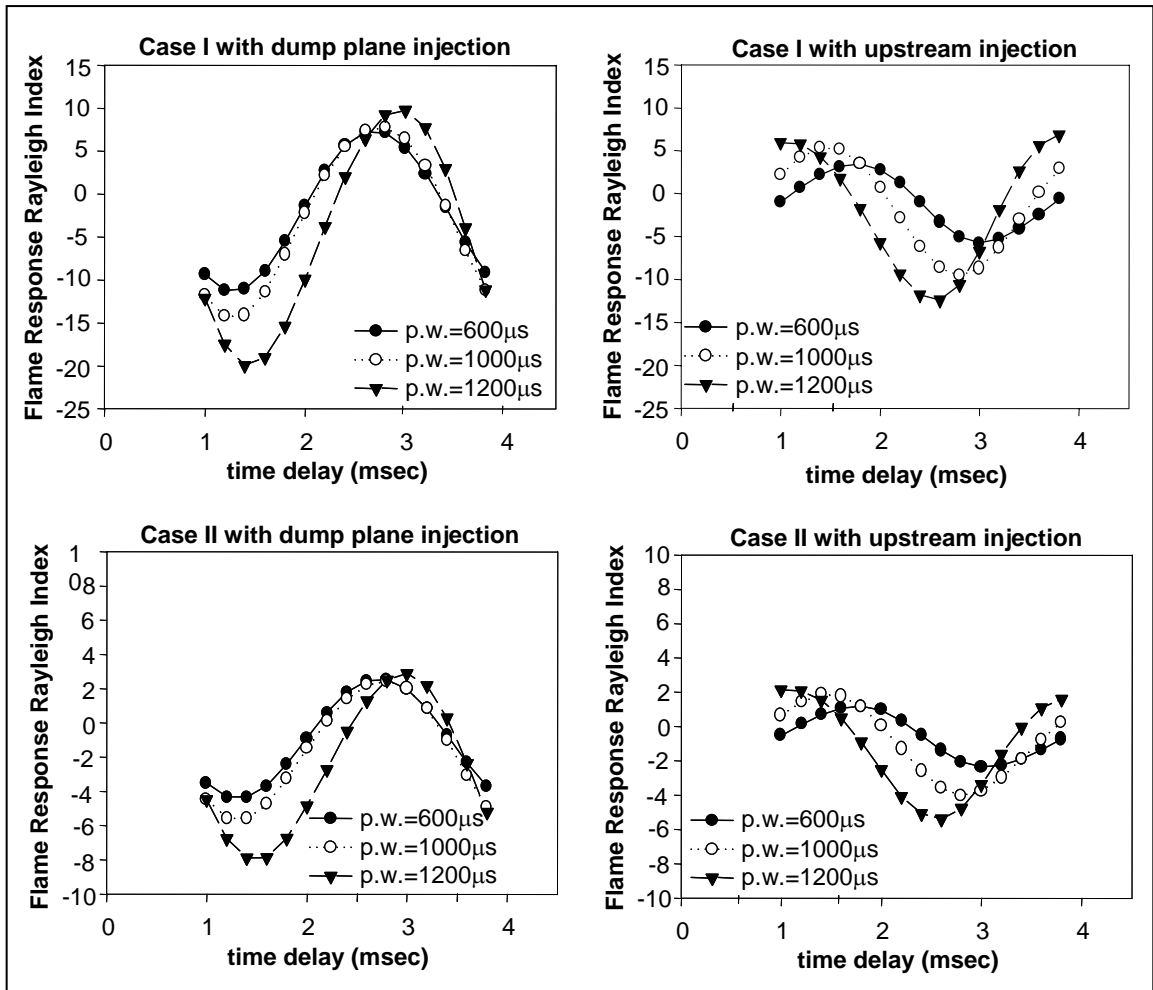 Case I with dump plane injection
Flame Response Rayleigh Index
15
10
5
0
-5
-10
-15
-20
-25
p.w.=600μs
p.w.=1000μs
p.w.=1200μs
0 1 2 3 4
time delay (msec)
Case I with upstream injection
Flame Response Rayleigh Index
15
10
5
0
-5
-10
-15
-20
-25
p.w.=600μs
p.w.=1000μs
p.w.=1200μs
0 1 2 3 4
time delay (msec)
Case II with dump plane injection
Flame Response Rayleigh Index
1
0
8
6
4
2
0
-2
-4
-6
-8
-10
p.w.=600μs
p.w.=1000μs
p.w.=1200μs
0 1 2 3 4
time delay (msec)
Case II with upstream injection
Flame Response Rayleigh Index
10
8
6
4
2
0
-2
-4
-6
-8
-10
p.w.=600μs
p.w.=1000μs
p.w.=1200μs
0 1 2 3 4
time delay (msec)